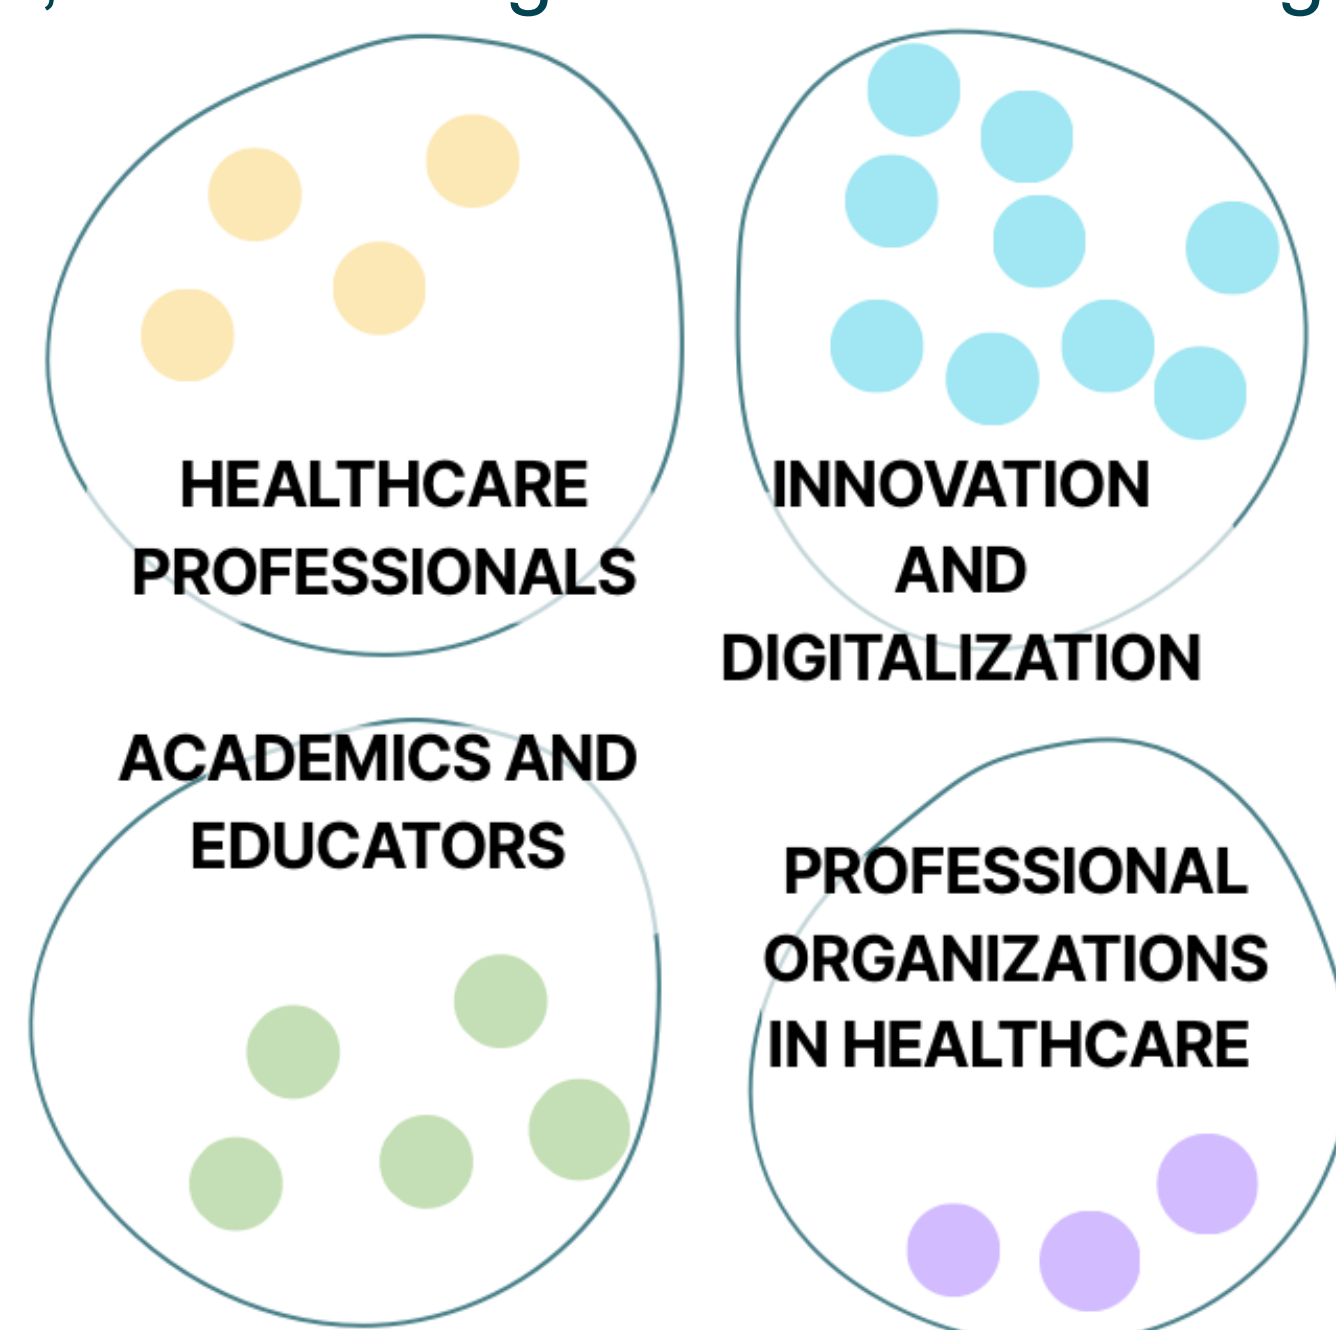 HEALTHCARE
PROFESSIONALS
INNOVATION
AND
DIGITALIZATION
ACADEMICS AND
EDUCATORS
PROFESSIONAL
ORGANIZATIONS
IN HEALTHCARE